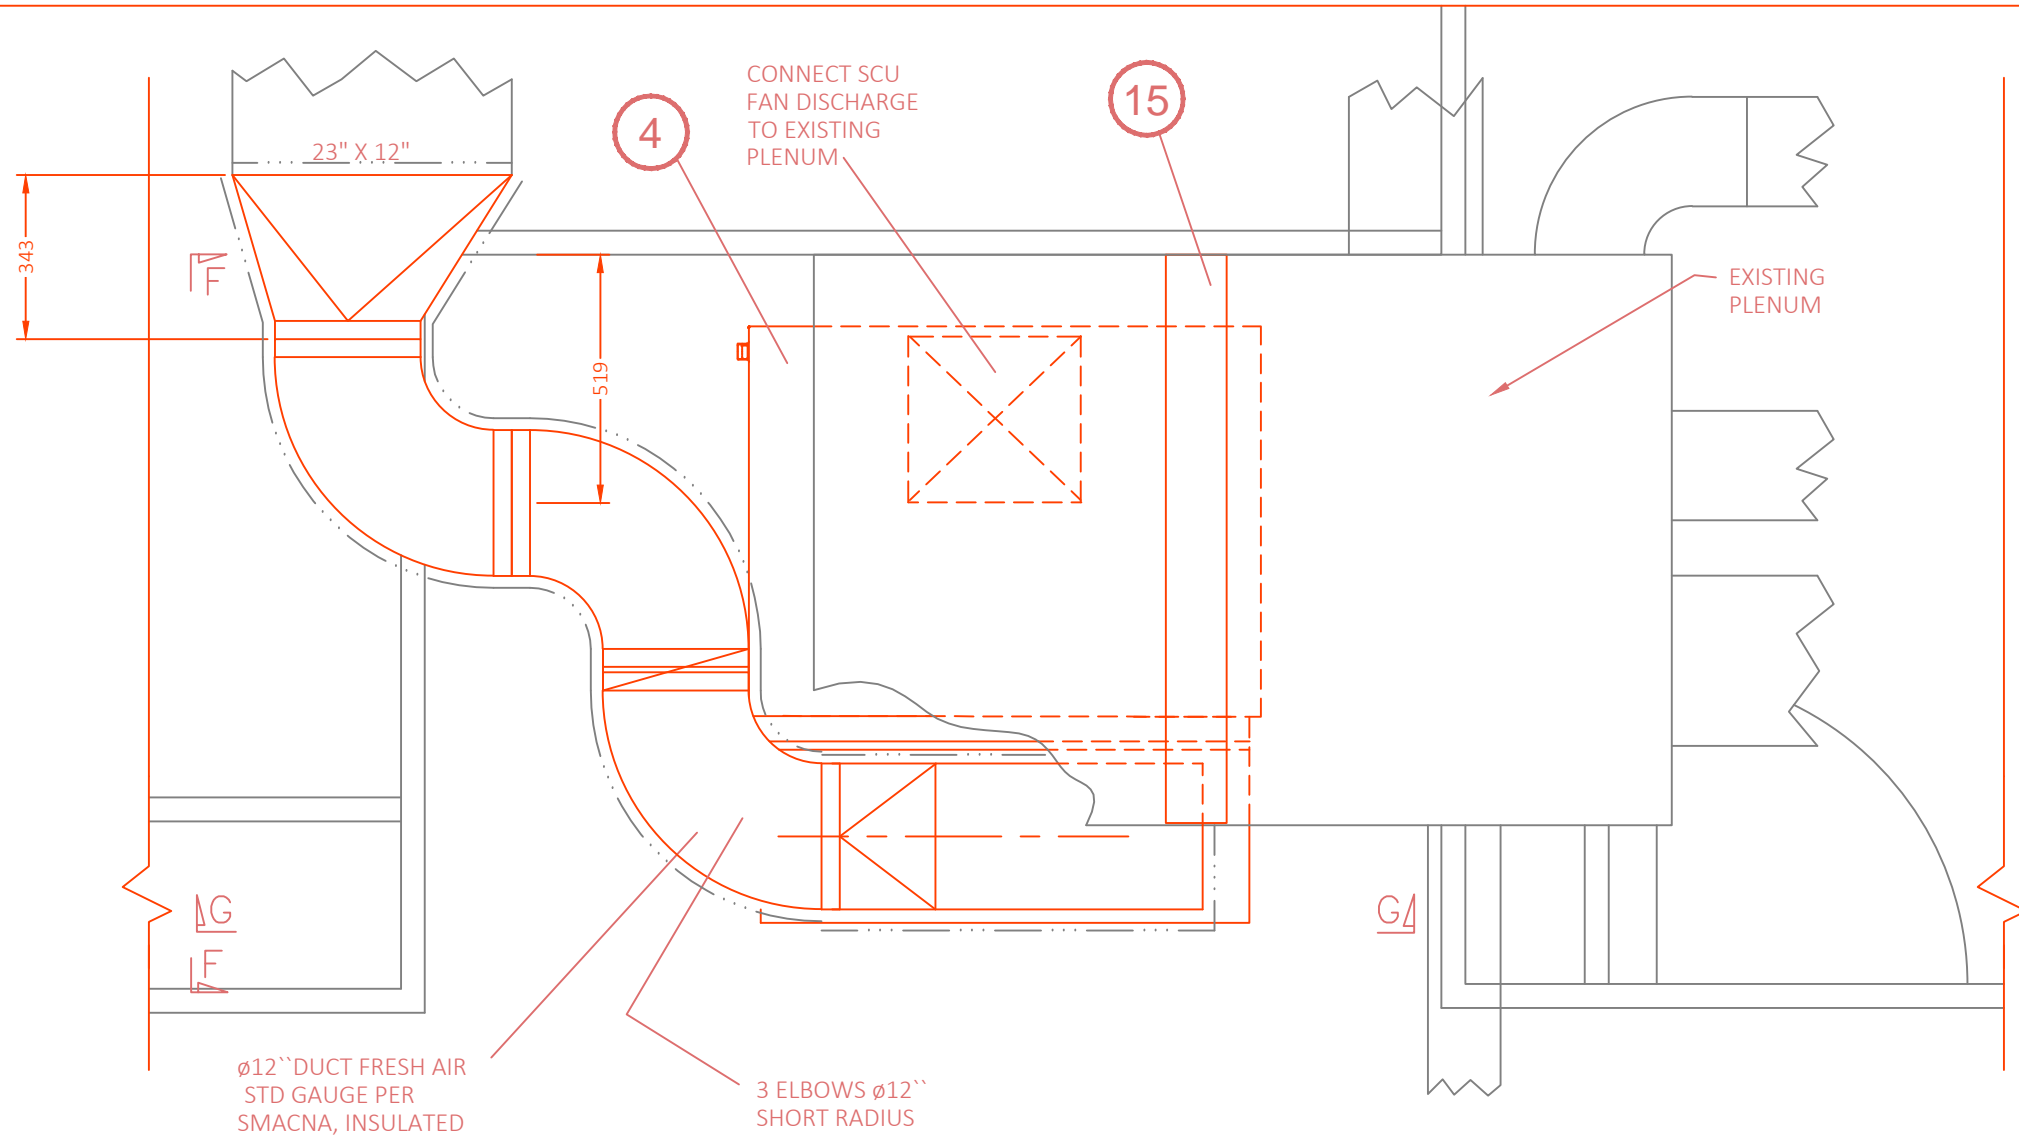 CONNECT SCU
FAN DISCHARGE
TO EXISTING
PLENUM
4
15
23" X 12"
343
F
519
EXISTING
PLENUM
G
F
G
ø12``DUCT FRESH AIR
STD GAUGE PER
SMACNA, INSULATED
3 ELBOWS ø12``
SHORT RADIUS